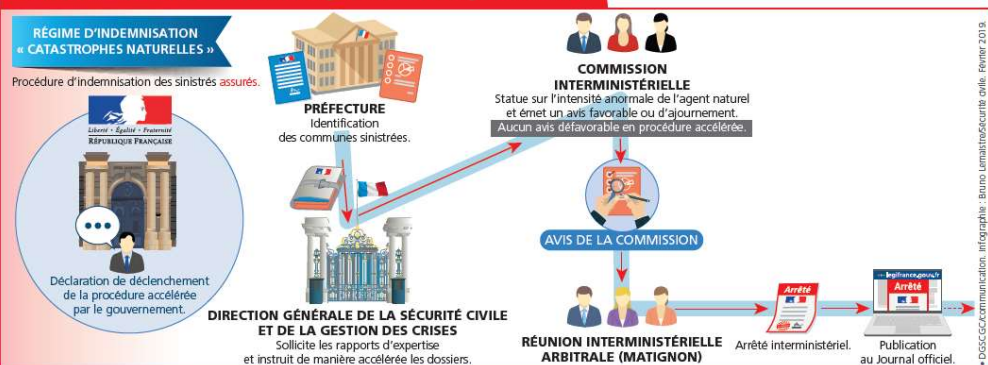 RÉGIME D'INDEMNISATION
« CATASTROPHES NATURELLES »
Procédure d'indemnisation des sinistrés assurés.
Liberté • Égalité • Fraternité
RÉPUBLIQUE FRANÇAISE
Déclaration de déclenchement
de la procédure accélérée
par le gouvernement.
PRÉFECTURE
Identification
des communes sinistrées.
DIRECTION GÉNÉRALE DE LA SÉCURITÉ CIVILE
ET DE LA GESTION DES CRISES
Sollicite les rapports d'expertise
et instruit de manière accélérée les dossiers.
COMMISSION
INTERMINISTÉRIELLE
Statue sur l'intensité anormale de l'agent naturel
et émet un avis favorable ou d'ajournement.
Aucun avis défavorable en procédure accélérée.
AVIS DE LA COMMISSION
RÉUNION INTERMINISTÉRIELLE
ARBITRALE (MATIGNON)
Arrêté
Arrêté interministériel.
legifrance.gouv.fr
Arrêté
Publication
au Journal officiel.
• DGSCGC/communication. Infographie : Bruno Lemaistre/Sécurité civile. Février 2019.